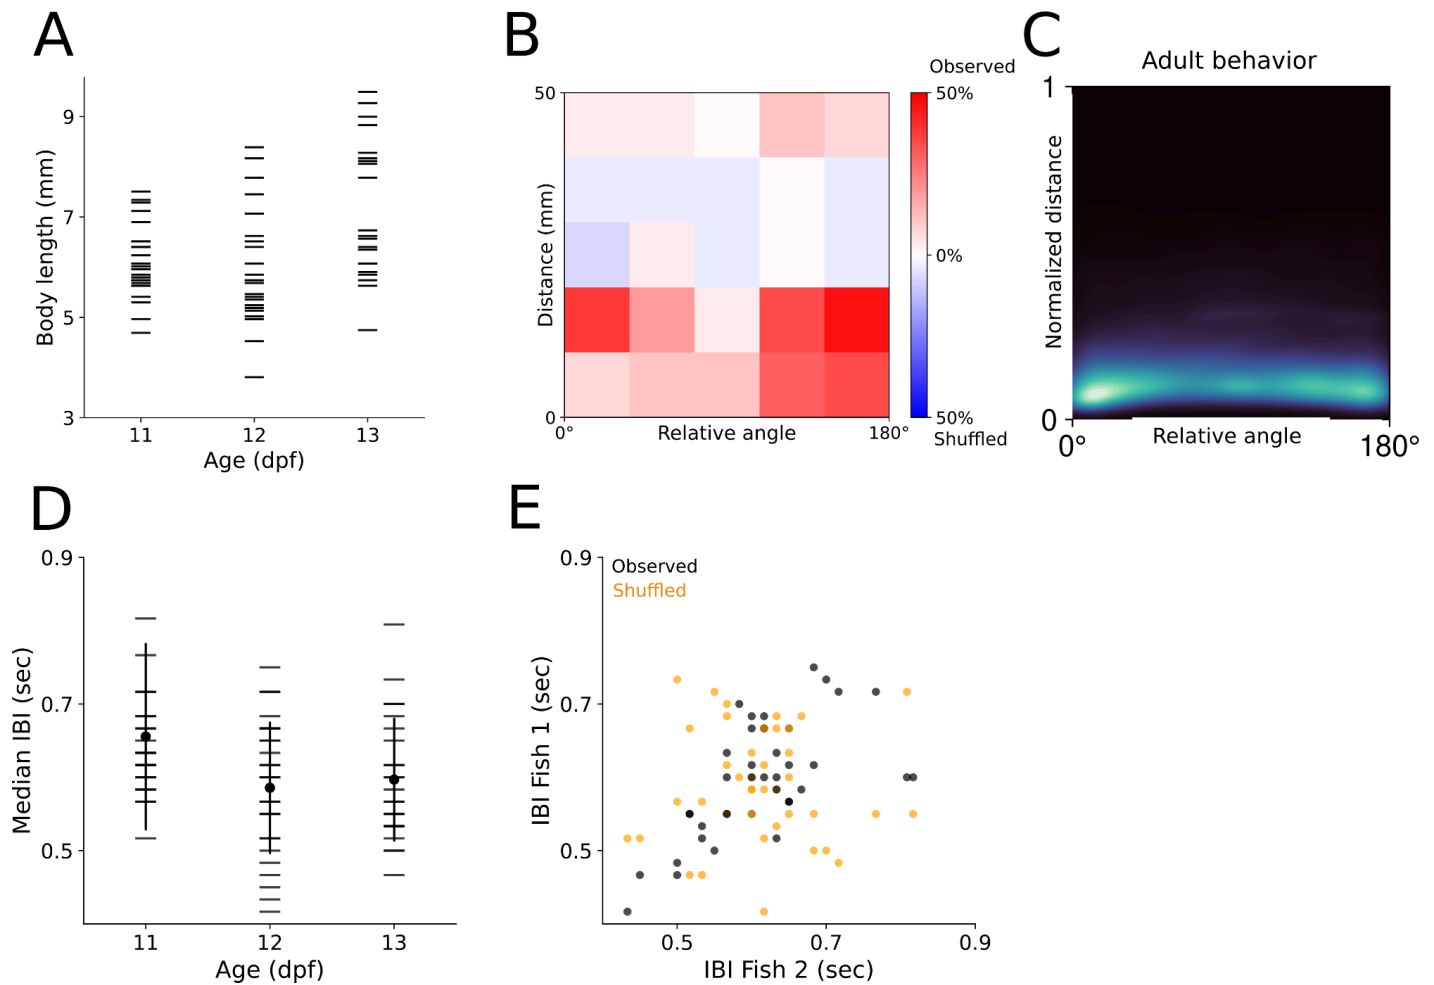 A
9
7
5
3
Body length (mm)
11 12 13
Age (dpf)
B
50
0
Distance (mm)
0° Relative angle 180°
Observed
50%
0%
50%
Shuffled
C
Adult behavior
1
0
Normalized distance
0° Relative angle 180°
D
0.9
0.7
0.5
Median IBI (sec)
11 12 13
Age (dpf)
E
0.9
0.7
0.5
IBI Fish 1 (sec)
Observed
Shuffled
0.5 0.7 0.9
IBI Fish 2 (sec)